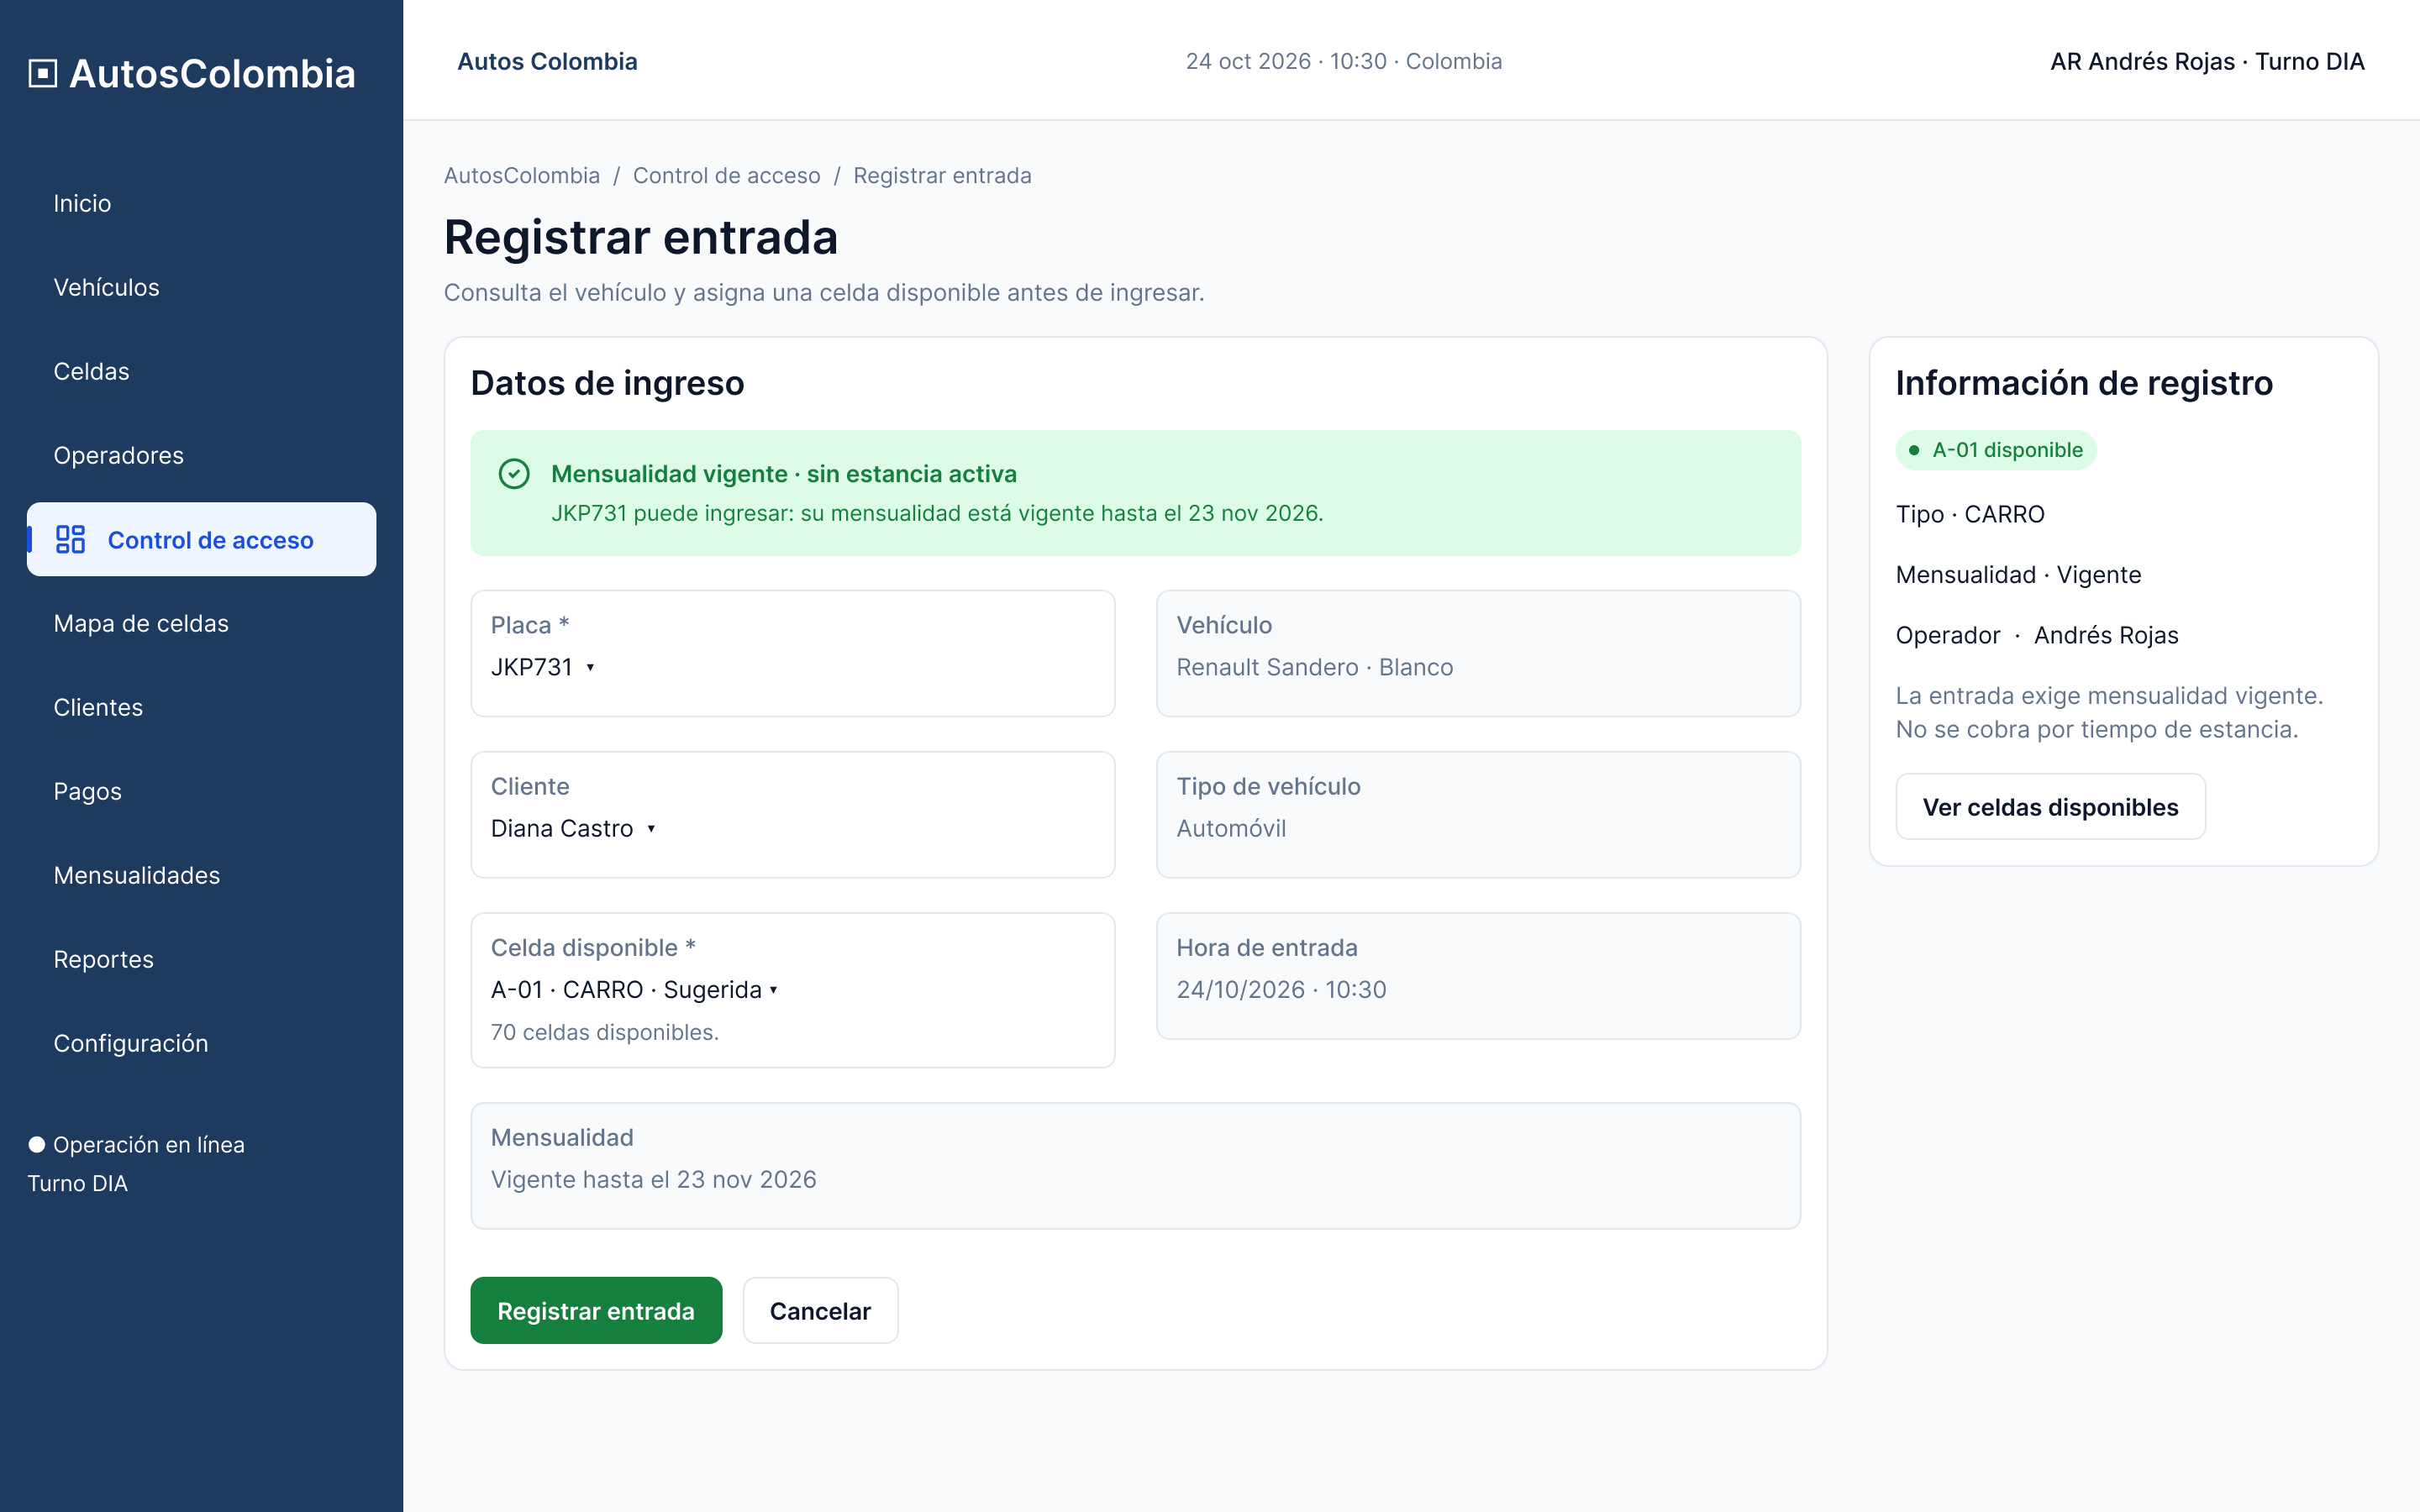 AutosColombia
Inicio
Vehículos
Celdas
Operadores
Control de acceso
Mapa de celdas
Clientes
Pagos
Mensualidades
Reportes
Configuración
Operación en línea
Turno DIA
Autos Colombia
24 oct 2026 · 10:30 · Colombia
AR Andrés Rojas · Turno DIA
AutosColombia / Control de acceso / Registrar entrada
Registrar entrada
Consulta el vehículo y asigna una celda disponible antes de ingresar.
Datos de ingreso
Mensualidad vigente · sin estancia activa
JKP731 puede ingresar: su mensualidad está vigente hasta el 23 nov 2026.
Placa *
JKP731
Vehículo
Renault Sandero · Blanco
Cliente
Diana Castro
Tipo de vehículo
Automóvil
Celda disponible *
A-01 · CARRO · Sugerida
70 celdas disponibles.
Hora de entrada
24/10/2026 · 10:30
Mensualidad
Vigente hasta el 23 nov 2026
Registrar entrada
Cancelar
Información de registro
A-01 disponible
Tipo · CARRO
Mensualidad · Vigente
Operador · Andrés Rojas
La entrada exige mensualidad vigente.
No se cobra por tiempo de estancia.
Ver celdas disponibles